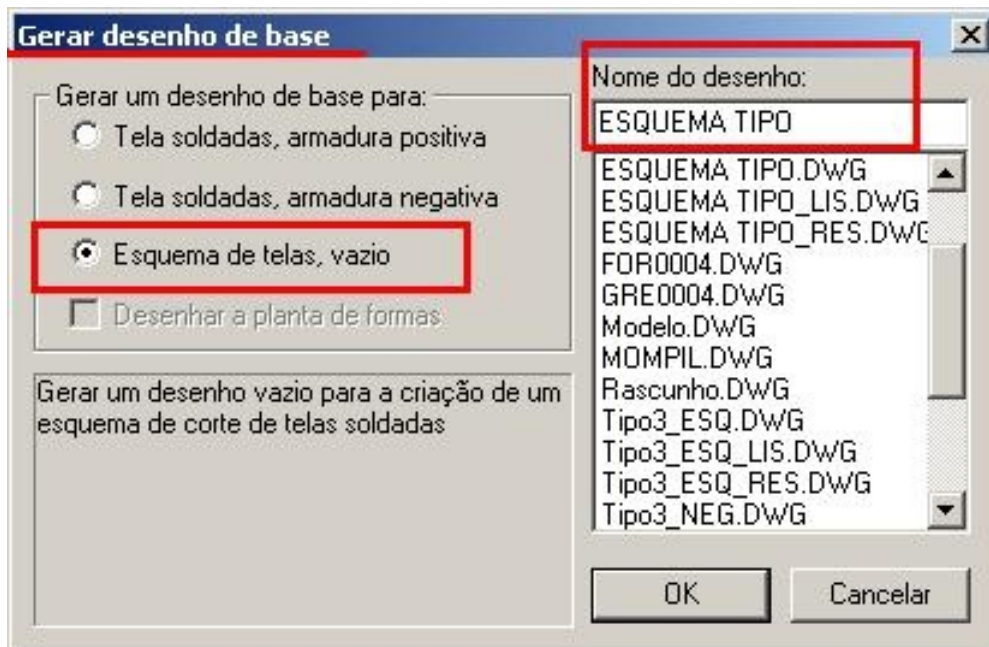 Gerar desenho de base
Gerar um desenho de base para:
Tela soldadas, armadura positiva
Tela soldadas, armadura negativa
Esquema de telas, vazio
Desenhar a planta de formas
Gerar um desenho vazio para a criação de um
esquema de corte de telas soldadas
Nome do desenho:
ESQUEMA TIPO
ESQUEMA TIPO.DWG
ESQUEMA TIPO_LIS.DWG
ESQUEMA TIPO_RES.DWG
FOR0004.DWG
GRE0004.DWG
Modelo.DWG
MOMPIL.DWG
Rascunho.DWG
Tipo3_ESQ.DWG
Tipo3_ESQ_LIS.DWG
Tipo3_ESQ_RES.DWG
Tipo3_NEG.DWG
OK
Cancelar